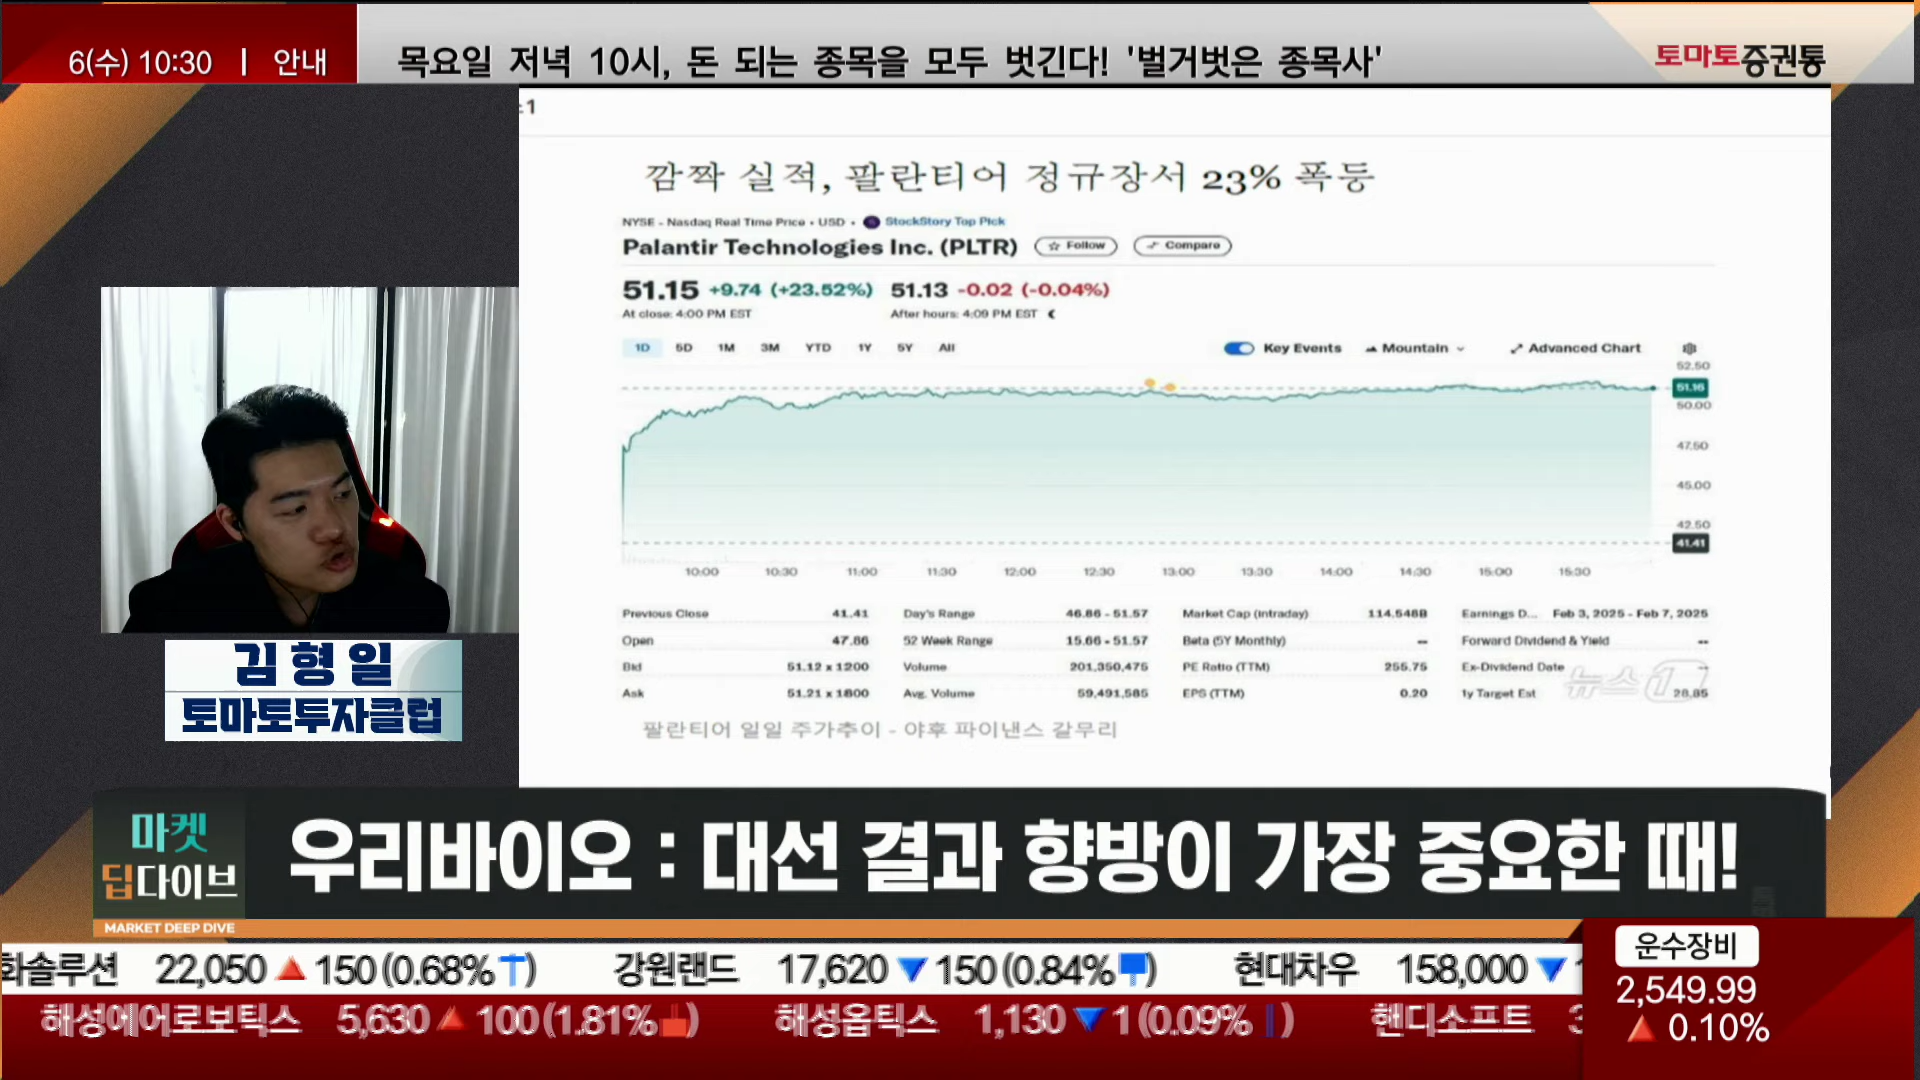 6(수) 10:30 | 안내
목요일 저녁 10시, 돈 되는 종목을 모두 벗긴다! '벌거벗은 종목사'
토마토증권통
깜짝 실적, 팔란티어 정규장서 23% 폭등
NYSE - Nasdaq Real Time Price • USD • StockStory Top Pick
Palantir Technologies Inc. (PLTR) Follow Compare
51.15 +9.74 (+23.52%) 51.13 -0.02 (-0.04%)
At close: 4:00 PM EST After hours: 4:09 PM EST
1D 5D 1M 3M YTD 1Y 5Y All Key Events Mountain Advanced Chart
52.50
51.15
50.00
47.50
45.00
42.50
41.41
10:00 10:30 11:00 11:30 12:00 12:30 13:00 13:30 14:00 14:30 15:00 15:30
Previous Close 41.41 Day's Range 46.86 - 51.57 Market Cap (intraday) 114.548B Earnings D... Feb 3, 2025 - Feb 7, 2025
Open 47.86 52 Week Range 15.66 - 51.57 Beta (5Y Monthly) -- Forward Dividend & Yield --
Bid 51.12 x 1200 Volume 201,350,475 PE Ratio (TTM) 255.75 Ex-Dividend Date --
Ask 51.21 x 1800 Avg. Volume 59,491,585 EPS (TTM) 0.20 1y Target Est 28.85
뉴스1
팔란티어 일일 주가추이 - 야후 파이낸스 갈무리
김형일
토마토투자클럽
마켓
딥다이브
MARKET DEEP DIVE
우리바이오 : 대선 결과 향방이 가장 중요한 때!
화솔루션 22,050 ▲ 150 (0.68%) 강원랜드 17,620 ▼ 150 (0.84%) 현대차우 158,000 ▼
해성에어로보틱스 5,630 ▲ 100 (1.81%) 해성옵틱스 1,130 ▼ 1 (0.09%) 핸디소프트
운수장비
2,549.99
▲ 0.10%